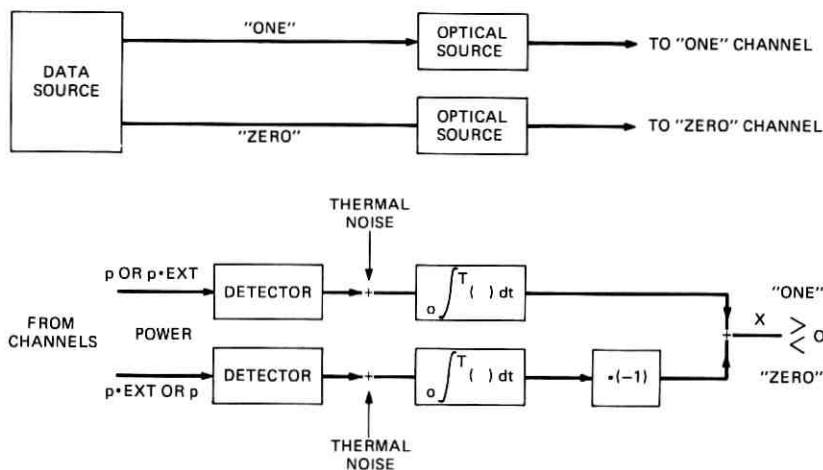 DATA
SOURCE
"ONE"
OPTICAL
SOURCE
TO "ONE" CHANNEL
"ZERO"
OPTICAL
SOURCE
TO "ZERO" CHANNEL
THERMAL
NOISE
p OR p•EXT
DETECTOR
+
o ∫ T ( ) dt
"ONE"
FROM
CHANNELS
POWER
+
X
> < O
"ZERO"
p•EXT OR p
DETECTOR
+
o ∫ T ( ) dt
•(-1)
THERMAL
NOISE